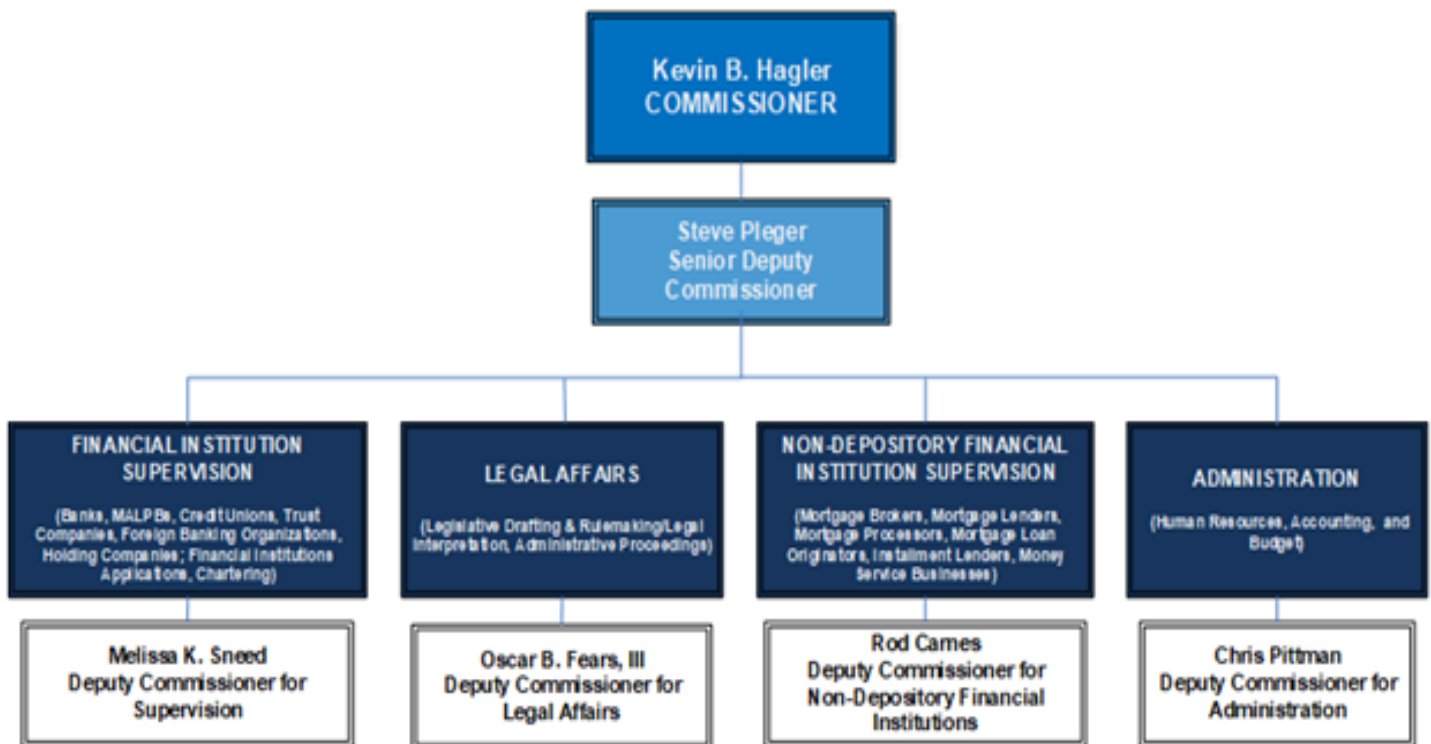 Kevin B. Hagler
COMMISSIONER
Steve Pleger
Senior Deputy
Commissioner
FINANCIAL INSTITUTION
SUPERVISION
(Banks, MALPBs, Credit Unions, Trust
Companies, Foreign Banking Organizations,
Holding Companies; Financial Institutions
Applications, Chartering)
LEGAL AFFAIRS
(Legislative Drafting & Rulemaking/Legal
Interpretation, Administrative Proceedings)
NON-DEPOSITORY FINANCIAL
INSTITUTION SUPERVISION
(Mortgage Brokers, Mortgage Lenders,
Mortgage Processors, Mortgage Loan
Originators, Installment Lenders, Money
Service Businesses)
ADMINISTRATION
(Human Resources, Accounting, and
Budget)
Melissa K. Sneed
Deputy Commissioner for
Supervision
Oscar B. Fears, III
Deputy Commissioner for
Legal Affairs
Rod Carnes
Deputy Commissioner for
Non-Depository Financial
Institutions
Chris Pittman
Deputy Commissioner for
Administration